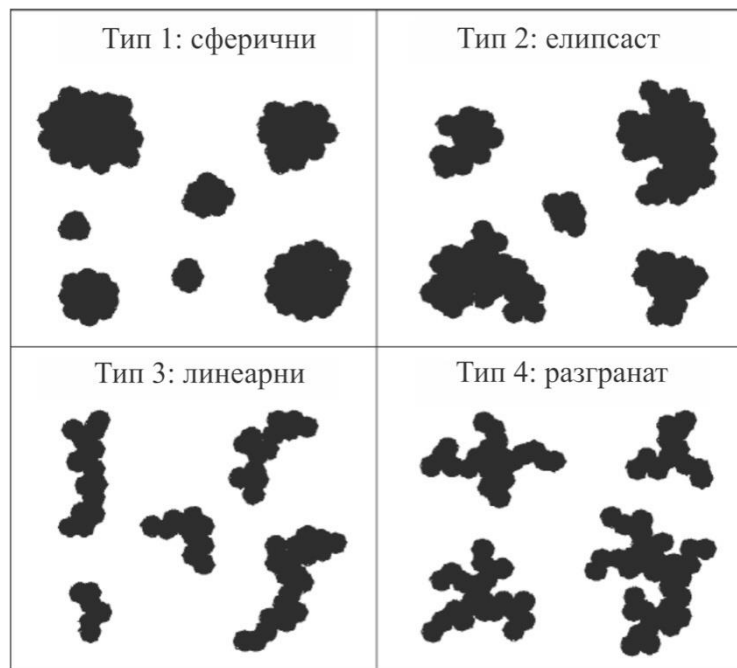 Тип 1: сферични
Тип 2: елипсаст
Тип 3: линеарни
Тип 4: разгранат